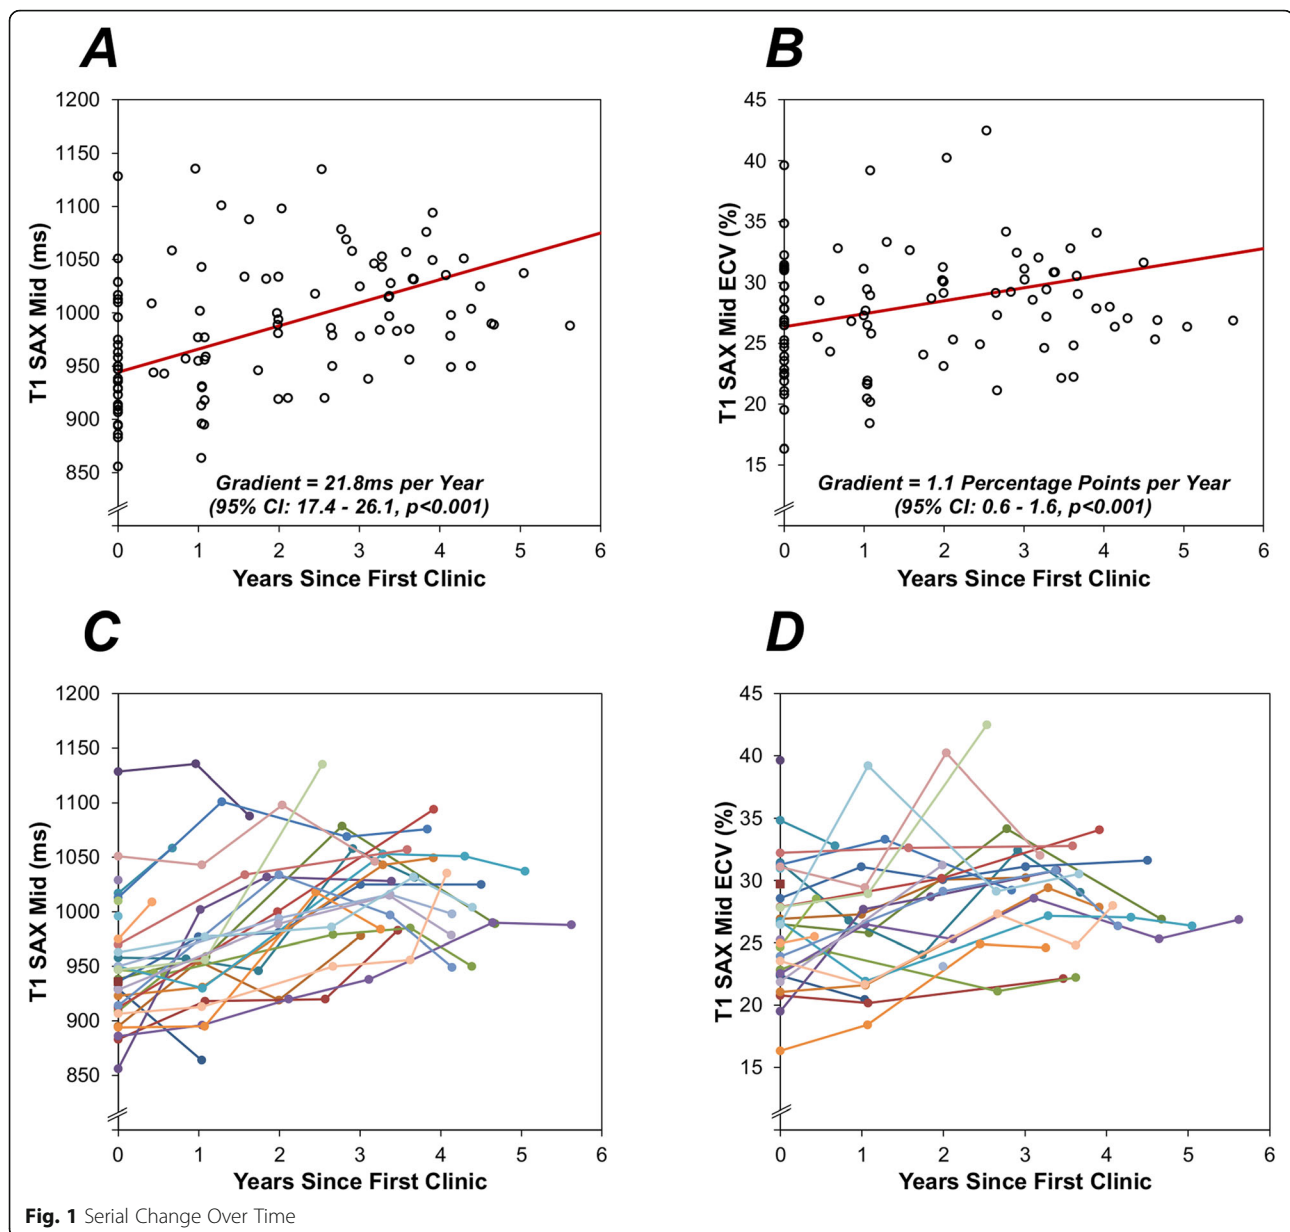 A
B
T1 SAX Mid (ms)
1200
1150
1100
1050
1000
950
900
850
Gradient = 21.8ms per Year
(95% CI: 17.4 - 26.1, p<0.001)
0 1 2 3 4 5 6
Years Since First Clinic
T1 SAX Mid ECV (%)
45
40
35
30
25
20
15
Gradient = 1.1 Percentage Points per Year
(95% CI: 0.6 - 1.6, p<0.001)
0 1 2 3 4 5 6
Years Since First Clinic
C
D
T1 SAX Mid (ms)
1200
1150
1100
1050
1000
950
900
850
0 1 2 3 4 5 6
Years Since First Clinic
T1 SAX Mid ECV (%)
45
40
35
30
25
20
15
0 1 2 3 4 5 6
Years Since First Clinic
Fig. 1 Serial Change Over Time